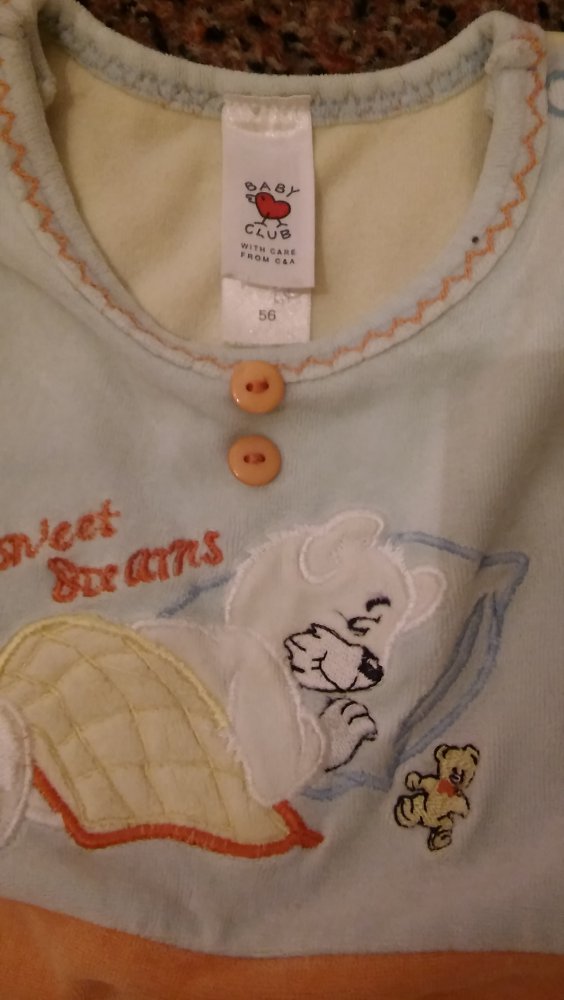 BABY
CLUB
WITH CARE
FROM C&A
56
sweet
Dreams